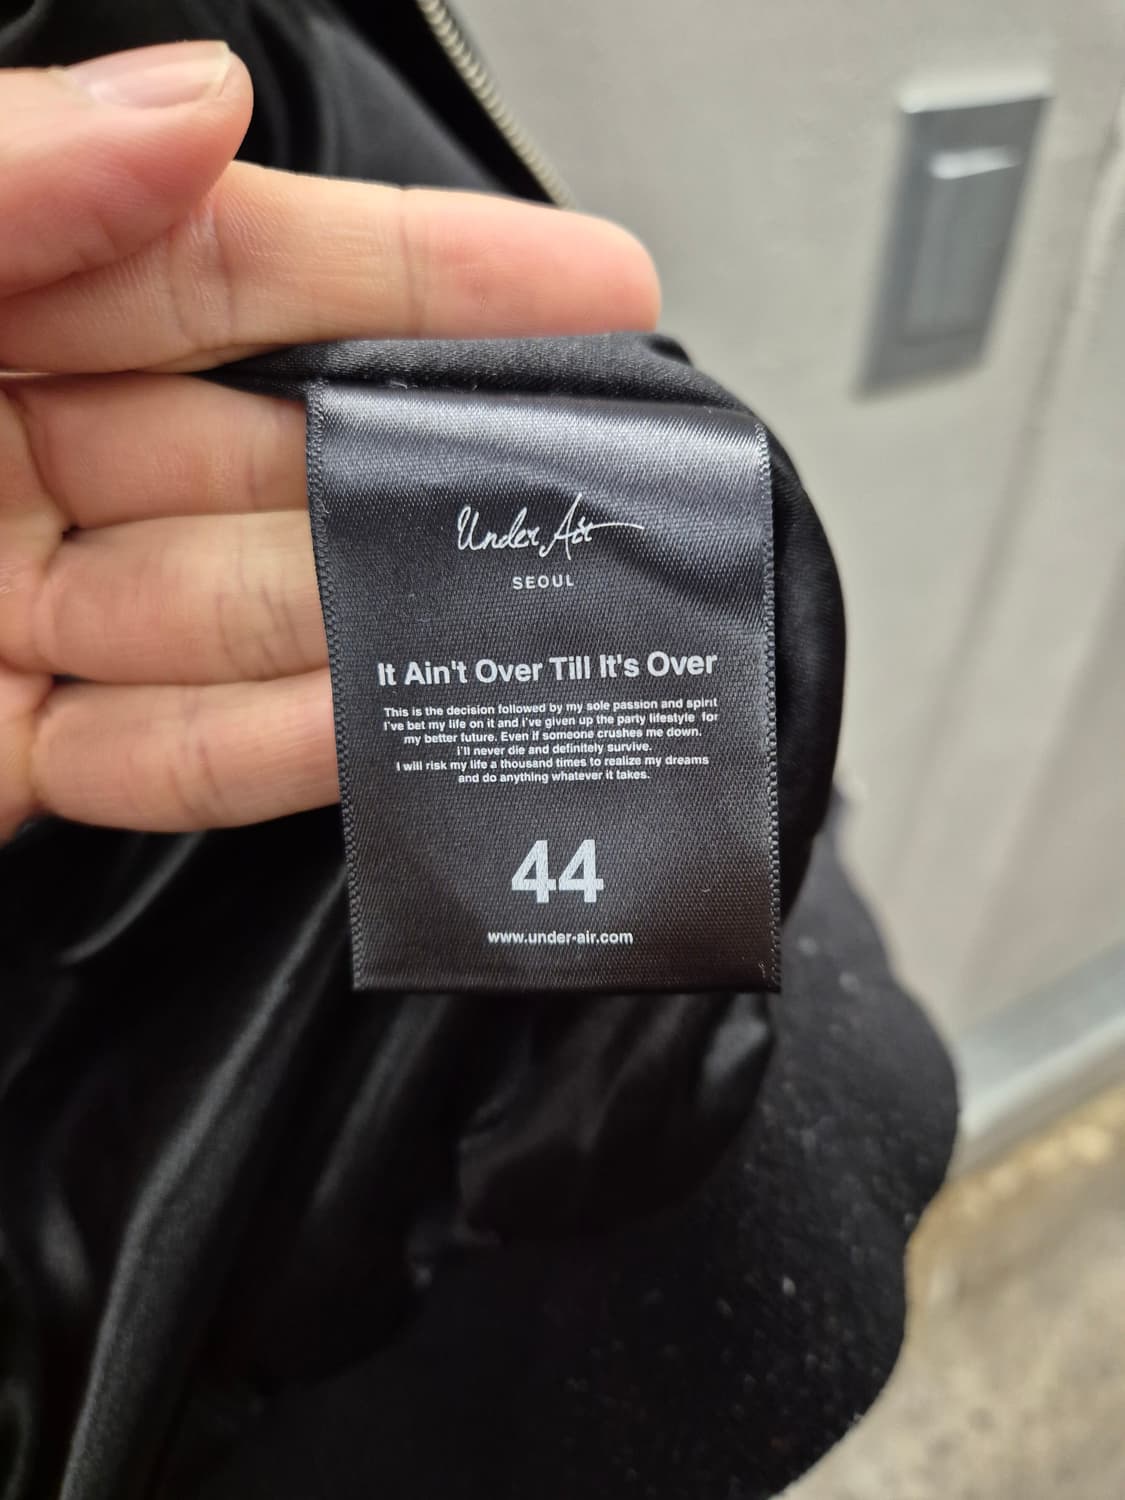 Under Air
SEOUL
It Ain't Over Till It's Over
This is the decision followed by my sole passion and spirit
I've bet my life on it and i've given up the party lifestyle for
my better future. Even if someone crushes me down.
i'll never die and definitely survive.
I will risk my life a thousand times to realize my dreams
and do anything whatever it takes.
44
www.under-air.com